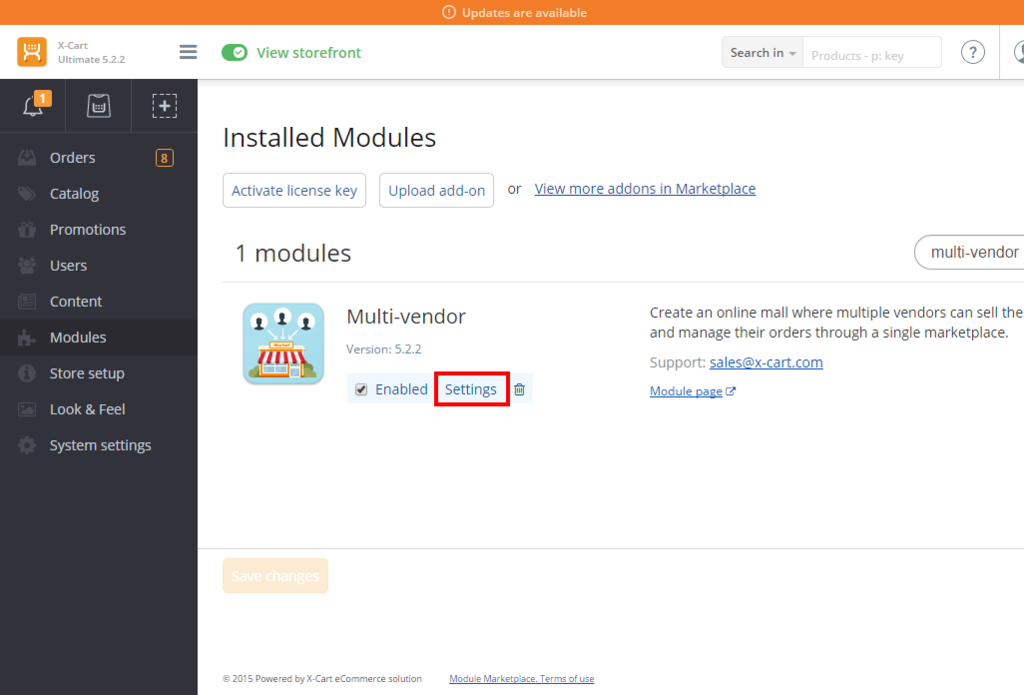 Updates are available
X-Cart
Ultimate 5.2.2
View storefront
Search in
Products - p: key
?
1
Orders 8
Catalog
Promotions
Users
Content
Modules
Store setup
Look & Feel
System settings
Installed Modules
Activate license key
Upload add-on
or
View more addons in Marketplace
1 modules
multi-vendor
Multi-vendor
Version: 5.2.2
Enabled
Settings
Create an online mall where multiple vendors can sell the
and manage their orders through a single marketplace.
Support: sales@x-cart.com
Module page
Save changes
© 2015 Powered by X-Cart eCommerce solution
Module Marketplace. Terms of use